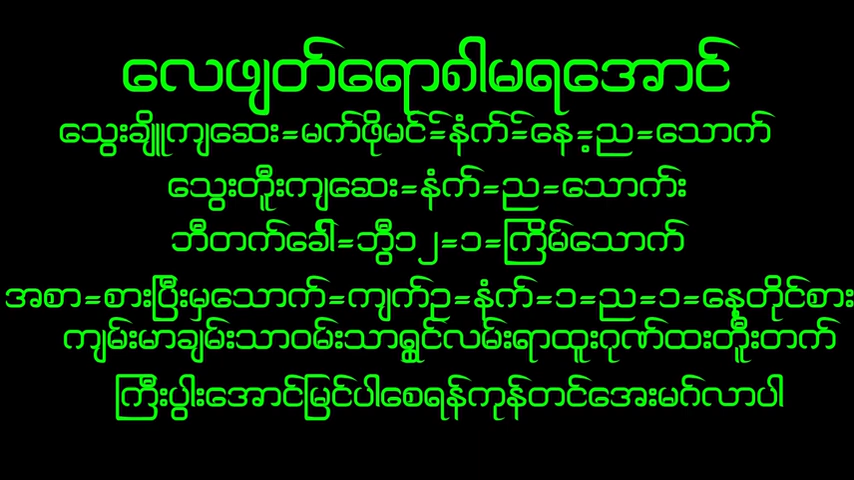 လေဖျတ်ရောဂါမရအောင်
သွေးချိူကျဆေး=မက်ဖိုမင်=နံက်=နေ့=ည=သောက်
သွေးတိူးကျဆေး=နံက်=ည=သောက်း
ဘီတက်ခေါ်=ဘွီ၁၂=၁=ကြိမ်သောက်
အစာ=စားပြီးမှသောက်=ကျက်ဥ=နံက်=၁=ည=၁=နေ့တိုင်စား
ကျမ်းမာချမ်းသာဝမ်းသာရွှင်လမ်းရာထူးဂုဏ်ထးတိူးတက်
ကြီးပွါးအောင်မြင်ပါစေရန်ကုန်တင်အေးမင်္ဂလာပါ